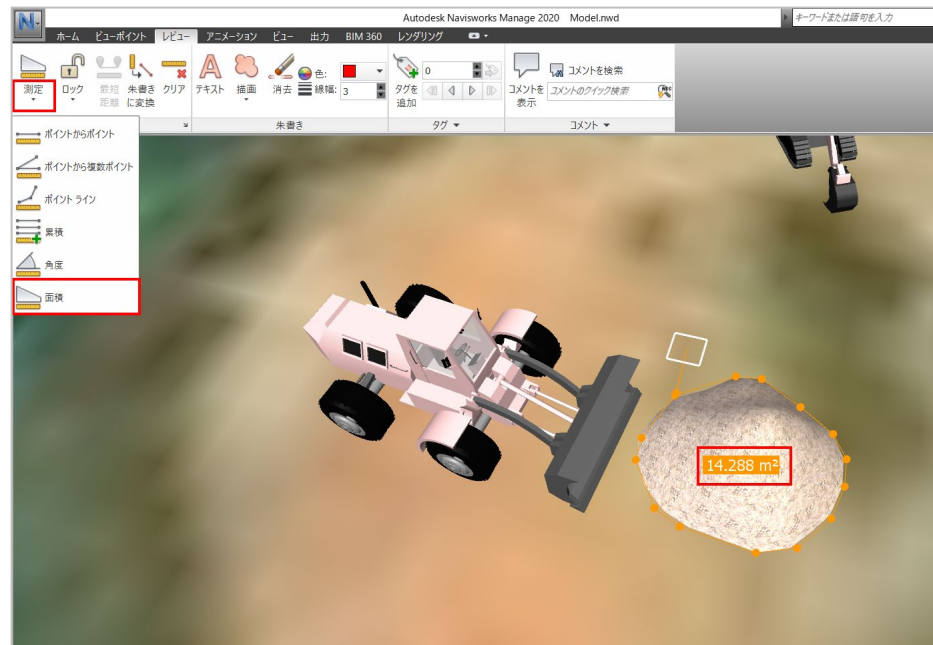 Autodesk Navisworks Manage 2020 Model.nwd
キーワードまたは語句を入力
ホーム ビューポイント レビュー アニメーション ビュー 出力 BIM 360 レンダリング
測定
ロック
最短
距離
朱書き
に変換
クリア
テキスト
描画
消去
色:
線幅: 3
タグを
追加
0
コメントを
表示
コメントを検索
コメントのクイック検索
朱書き
タグ
コメント
ポイントからポイント
ポイントから複数ポイント
ポイント ライン
累積
角度
面積
14.288 m²